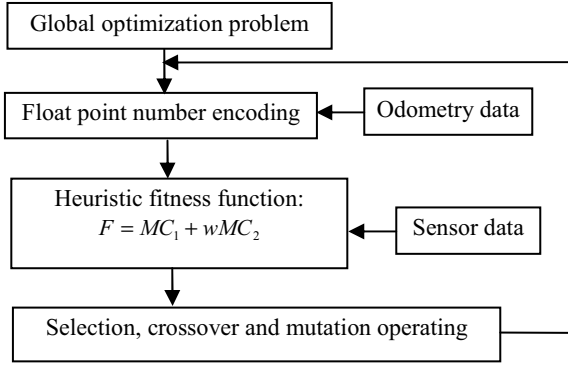 Global optimization problem
Float point number encoding
Odometry data
Heuristic fitness function:
F = MC₁ + wMC₂
Sensor data
Selection, crossover and mutation operating